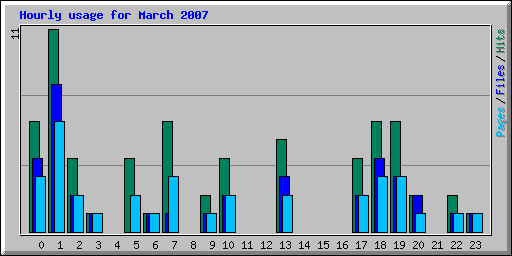 Hourly usage for March 2007
11
Pages/Files/Hits
0 1 2 3 4 5 6 7 8 9 10 11 12 13 14 15 16 17 18 19 20 21 22 23